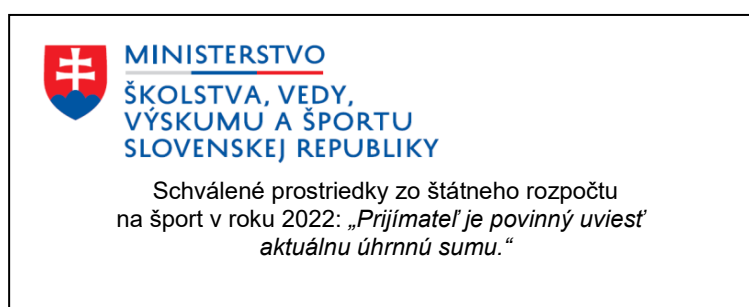 MINISTERSTVO
ŠKOLSTVA, VEDY,
VÝSKUMU A ŠPORTU
SLOVENSKEJ REPUBLIKY
Schválené prostriedky zo štátneho rozpočtu
na šport v roku 2022: „Prijímateľ je povinný uviesť
aktuálnu úhrnnú sumu.“